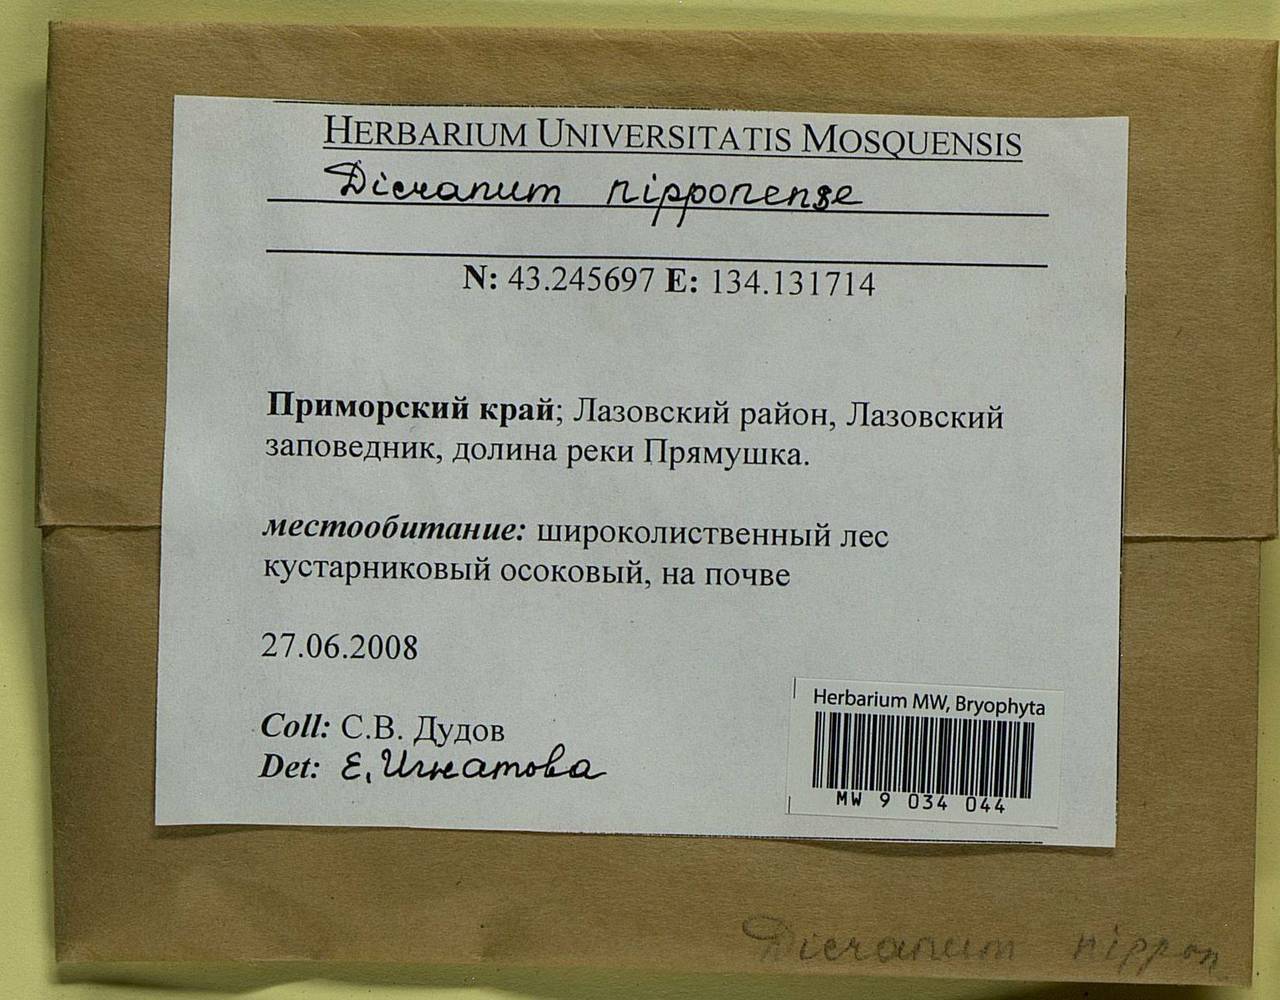 HERBARIUM UNIVERSITATIS MOSQUENSIS
Dicranum nipponense
N: 43.245697 E: 134.131714
Приморский край; Лазовский район, Лазовский
заповедник, долина реки Прямушка.
местообитание: широколиственный лес
кустарниковый осоковый, на почве
27.06.2008
Coll: С.В. Дудов
Det: Е. Игнатова
Herbarium MW, Bryophyta
MW 9 034 044
Dicranum nippon